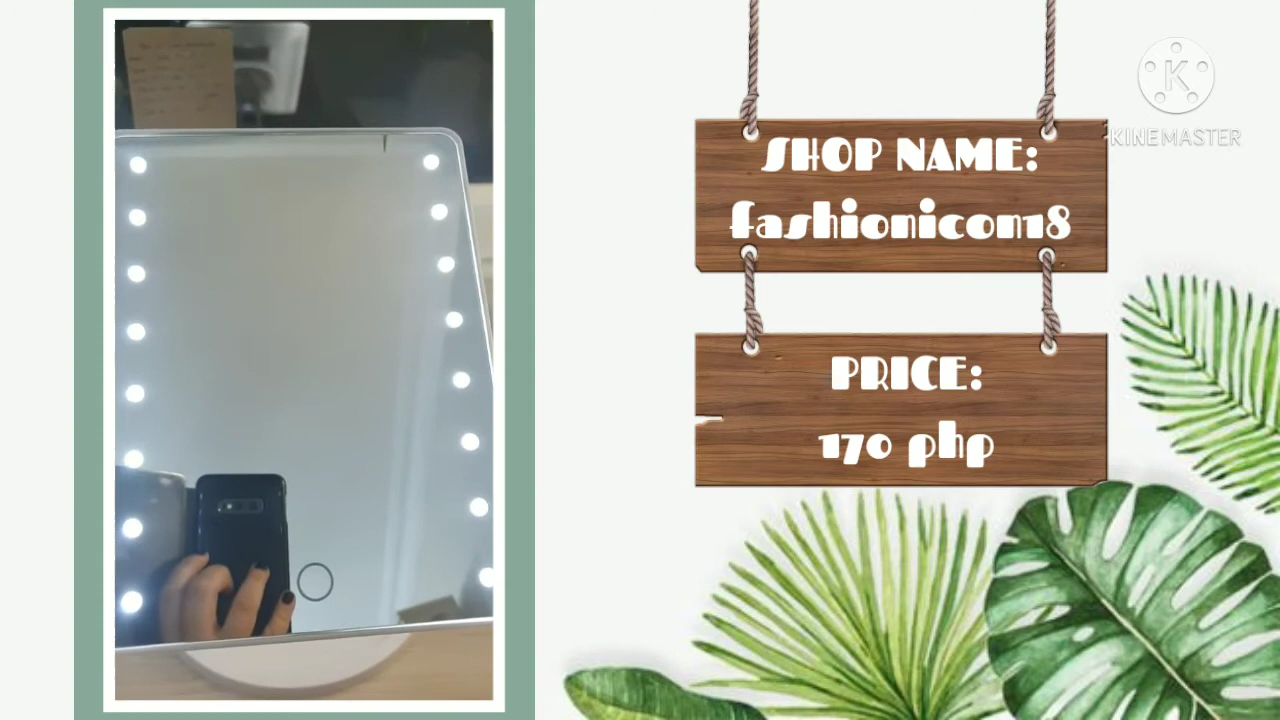 SHOP NAME:
fashionicon18
PRICE:
170 php
K
KINEMASTER